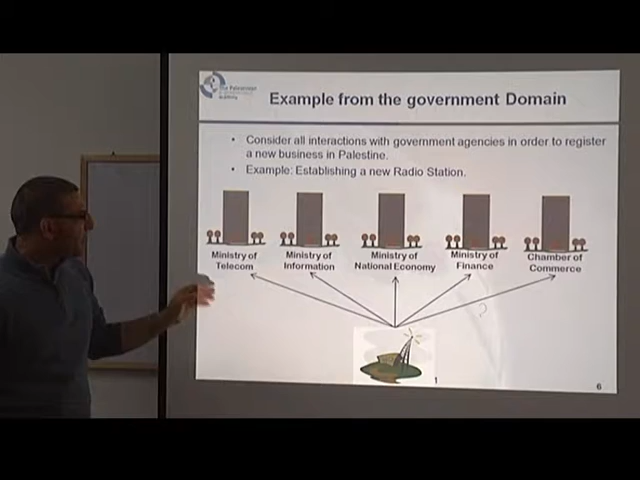 Example from the government Domain
• Consider all interactions with government agencies in order to register
a new business in Palestine.
• Example: Establishing a new Radio Station.
Ministry of
Telecom
Ministry of
Information
Ministry of
National Economy
Ministry of
Finance
Chamber of
Commerce
1
6